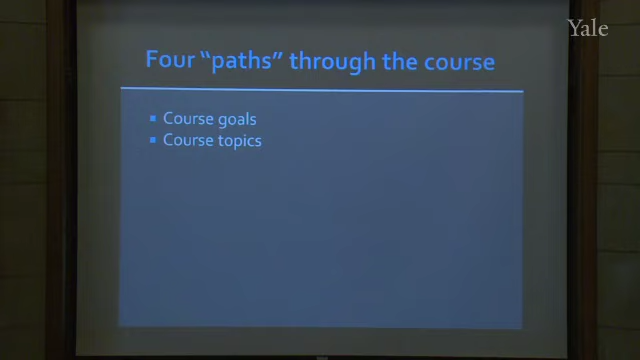 Yale
Four “paths” through the course
Course goals
Course topics